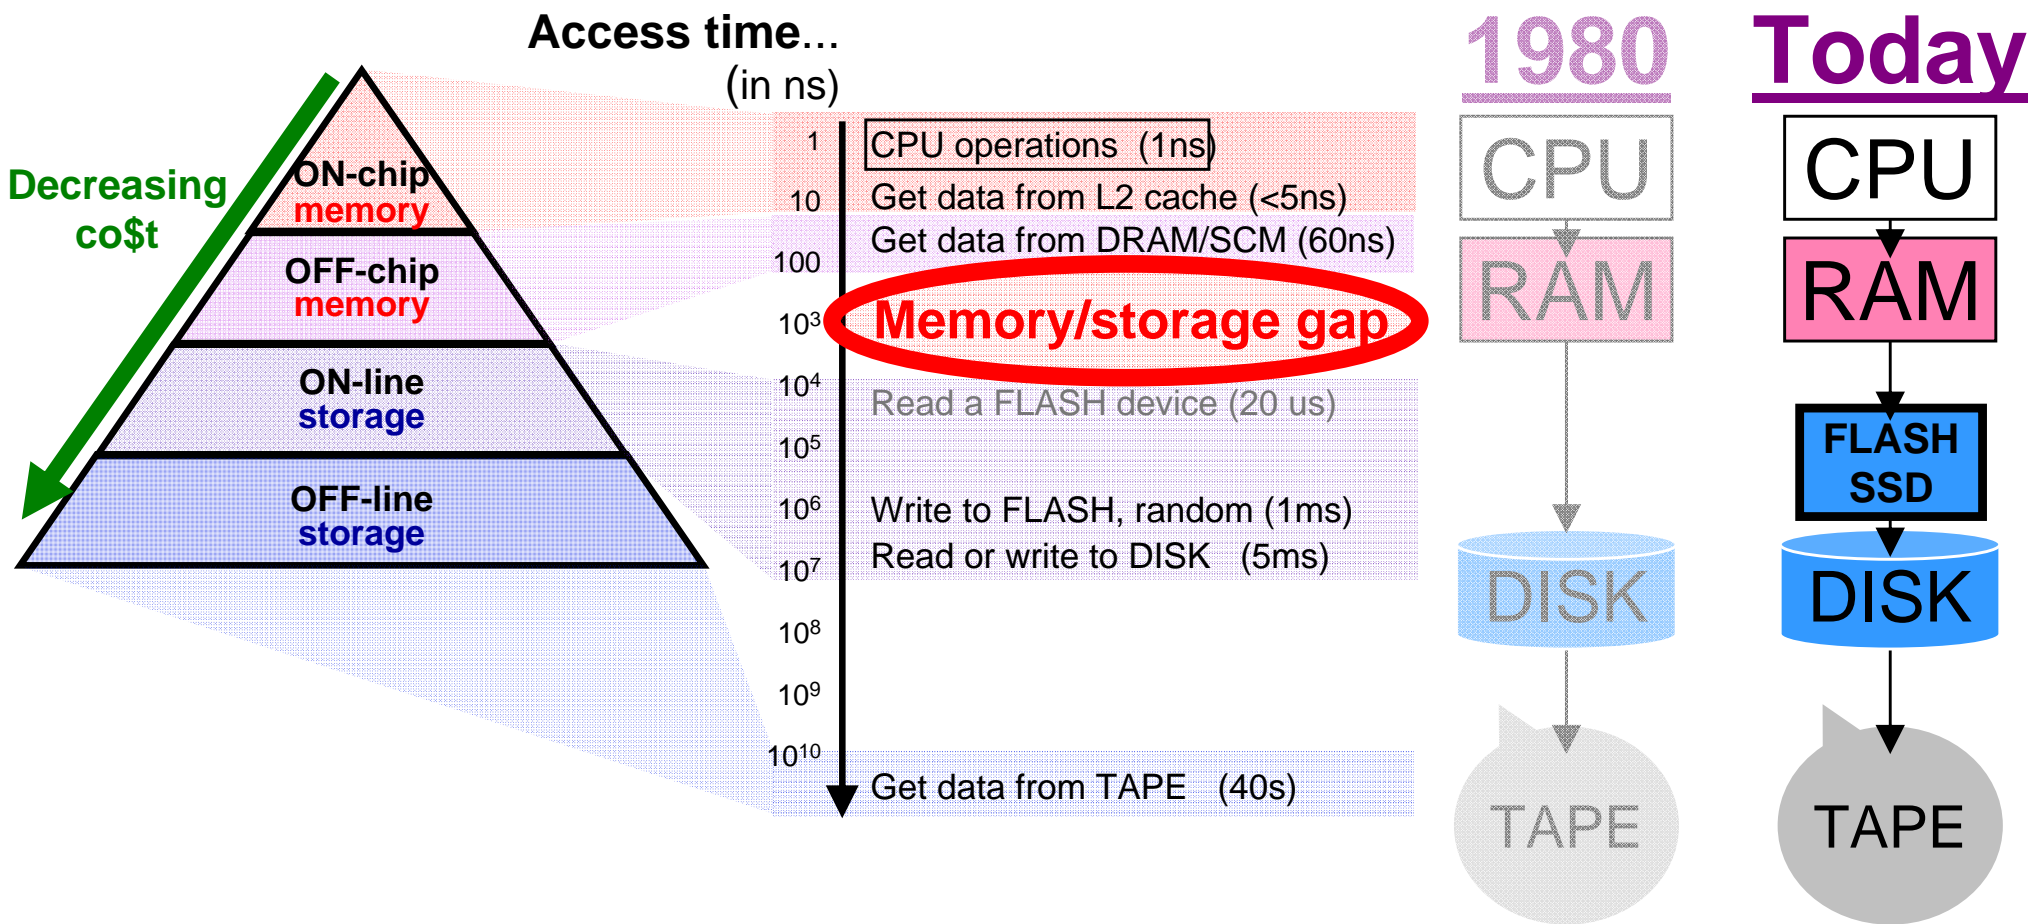 Access time...
(in ns)
Decreasing
co$t
ON-chip
memory
OFF-chip
memory
ON-line
storage
OFF-line
storage
1
10
100
10³
10⁴
10⁵
10⁶
10⁷
10⁸
10⁹
10¹⁰
CPU operations (1ns)
Get data from L2 cache (<5ns)
Get data from DRAM/SCM (60ns)
Memory/storage gap
Read a FLASH device (20 us)
Write to FLASH, random (1ms)
Read or write to DISK (5ms)
Get data from TAPE (40s)
1980
CPU
RAM
DISK
TAPE
Today
CPU
RAM
FLASH
SSD
DISK
TAPE